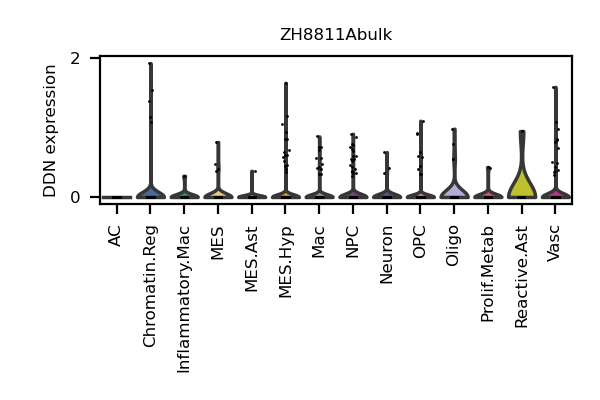 ZH8811Abulk
DDN expression
2
0
AC
Chromatin.Reg
Inflammatory.Mac
MES
MES.Ast
MES.Hyp
Mac
NPC
Neuron
OPC
Oligo
Prolif.Metab
Reactive.Ast
Vasc